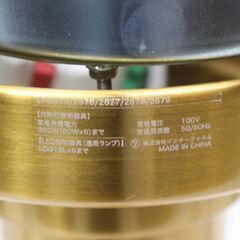 LT-2675/2676/2677/2678/2679
【白熱灯照明器具】
定格消費電力
360W(60W×6)まで
定格電圧 100V
定格周波数 50/60Hz
【LED照明器具(適用ランプ)】
LDG13L×6まで
株式会社インターフォルム
MADE IN CHINA